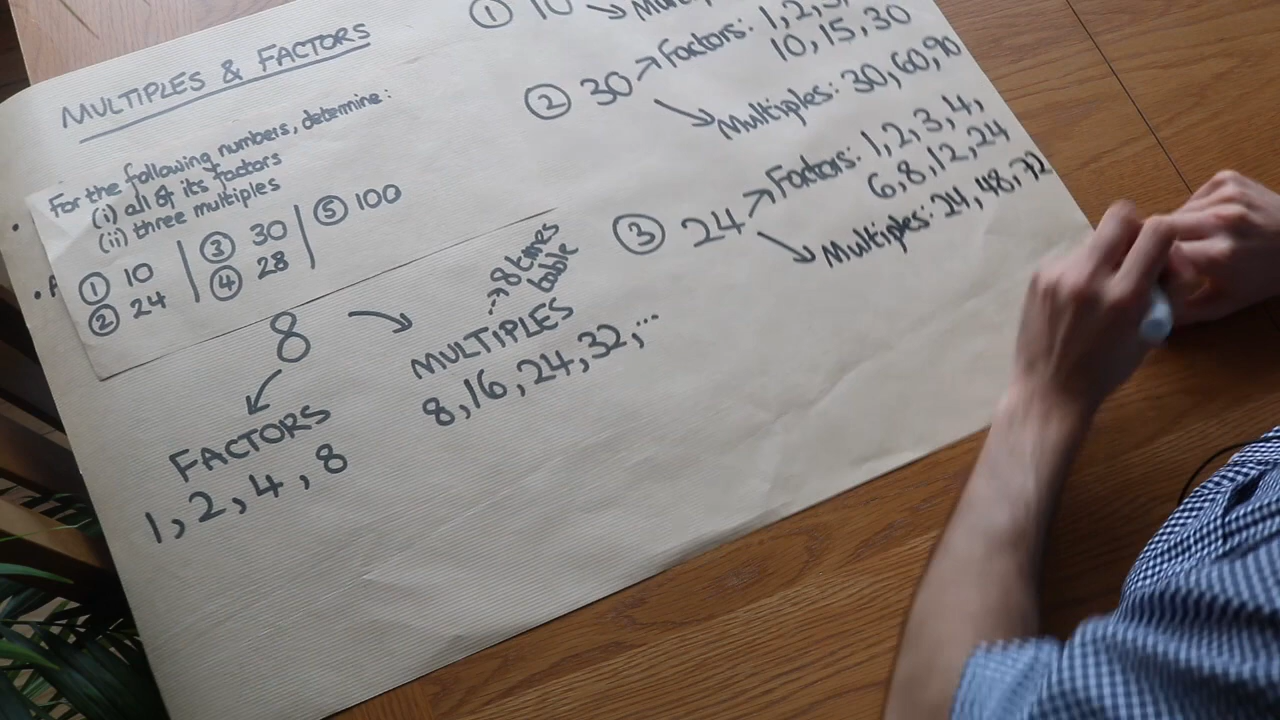 MULTIPLES & FACTORS
For the following numbers, determine:
(i) all of its factors
(ii) three multiples
① 10
② 24
③ 30
④ 28
⑤ 100
8
FACTORS
1, 2, 4, 8
→ 8 times
table
MULTIPLES
8, 16, 24, 32, ...
① 10
② 30 → Factors: 1, 2, 3,
10, 15, 30
Multiples: 30, 60, 90
③ 24 → Factors: 1, 2, 3, 4,
6, 8, 12, 24
Multiples: 24, 48, 72